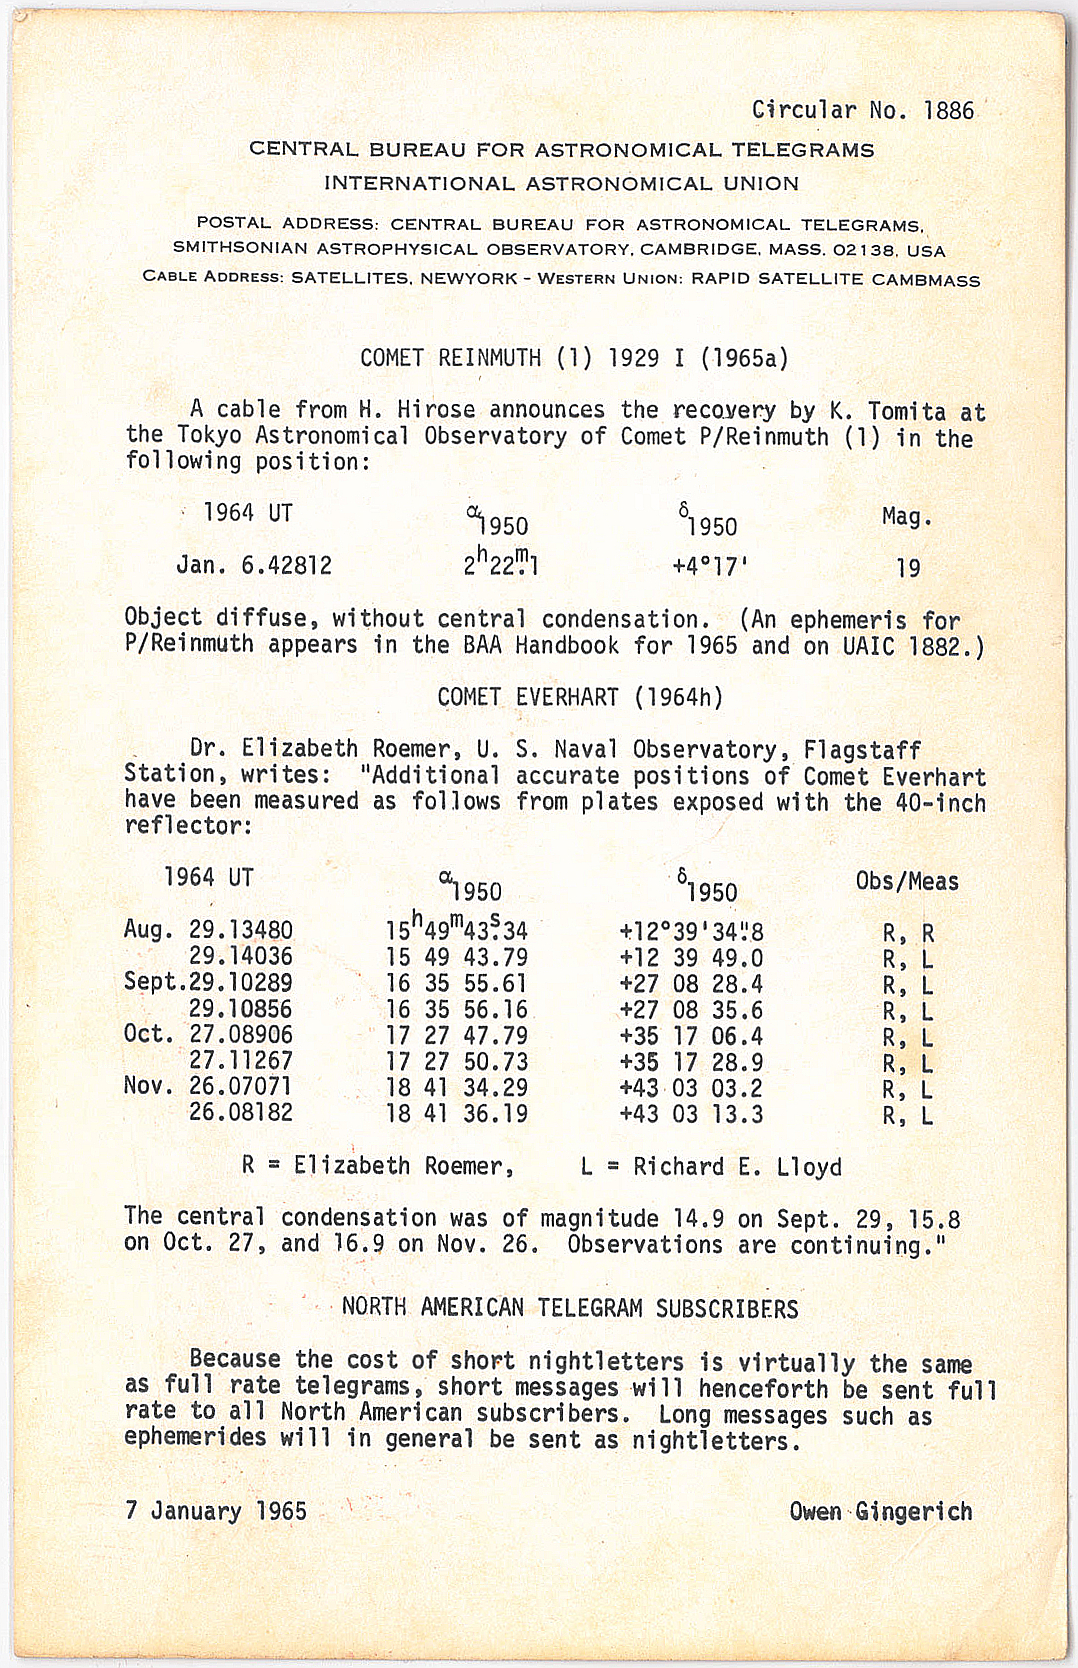 Circular No. 1886
CENTRAL BUREAU FOR ASTRONOMICAL TELEGRAMS
INTERNATIONAL ASTRONOMICAL UNION
POSTAL ADDRESS: CENTRAL BUREAU FOR ASTRONOMICAL TELEGRAMS,
SMITHSONIAN ASTROPHYSICAL OBSERVATORY, CAMBRIDGE, MASS. 02138, USA
CABLE ADDRESS: SATELLITES, NEWYORK - WESTERN UNION: RAPID SATELLITE CAMBMASS
COMET REINMUTH (1) 1929 I (1965a)
A cable from H. Hirose announces the recovery by K. Tomita at
the Tokyo Astronomical Observatory of Comet P/Reinmuth (1) in the
following position:
1964 UT α1950 δ1950 Mag.
Jan. 6.42812 2h22m.1 +4°17' 19
Object diffuse, without central condensation. (An ephemeris for
P/Reinmuth appears in the BAA Handbook for 1965 and on UAIC 1882.)
COMET EVERHART (1964h)
Dr. Elizabeth Roemer, U. S. Naval Observatory, Flagstaff
Station, writes: "Additional accurate positions of Comet Everhart
have been measured as follows from plates exposed with the 40-inch
reflector:
1964 UT α1950 δ1950 Obs/Meas
Aug. 29.13480 15h49m43s.34 +12°39'34".8 R, R
29.14036 15 49 43.79 +12 39 49.0 R, L
Sept.29.10289 16 35 55.61 +27 08 28.4 R, L
29.10856 16 35 56.16 +27 08 35.6 R, L
Oct. 27.08906 17 27 47.79 +35 17 06.4 R, L
27.11267 17 27 50.73 +35 17 28.9 R, L
Nov. 26.07071 18 41 34.29 +43 03 03.2 R, L
26.08182 18 41 36.19 +43 03 13.3 R, L
R = Elizabeth Roemer, L = Richard E. Lloyd
The central condensation was of magnitude 14.9 on Sept. 29, 15.8
on Oct. 27, and 16.9 on Nov. 26. Observations are continuing."
NORTH AMERICAN TELEGRAM SUBSCRIBERS
Because the cost of short nightletters is virtually the same
as full rate telegrams, short messages will henceforth be sent full
rate to all North American subscribers. Long messages such as
ephemerides will in general be sent as nightletters.
7 January 1965 Owen Gingerich